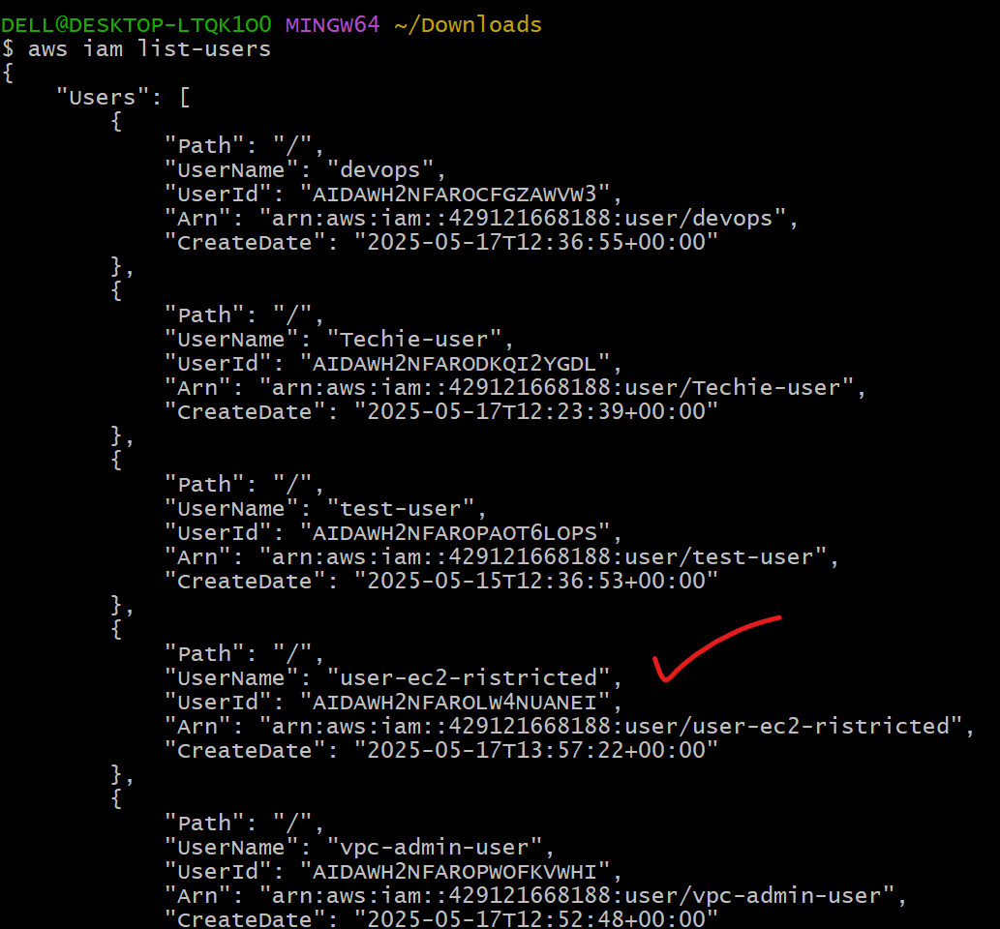 DELL@DESKTOP-LTQK1O0 MINGW64 ~/Downloads
$ aws iam list-users
{
    "Users": [
        {
            "Path": "/",
            "UserName": "devops",
            "UserId": "AIDAWH2NFAROCFGZAWVW3",
            "Arn": "arn:aws:iam::429121668188:user/devops",
            "CreateDate": "2025-05-17T12:36:55+00:00"
        },
        {
            "Path": "/",
            "UserName": "Techie-user",
            "UserId": "AIDAWH2NFARODKQI2YGDL",
            "Arn": "arn:aws:iam::429121668188:user/Techie-user",
            "CreateDate": "2025-05-17T12:23:39+00:00"
        },
        {
            "Path": "/",
            "UserName": "test-user",
            "UserId": "AIDAWH2NFAROPAOT6LOPS",
            "Arn": "arn:aws:iam::429121668188:user/test-user",
            "CreateDate": "2025-05-15T12:36:53+00:00"
        },
        {
            "Path": "/",
            "UserName": "user-ec2-ristricted",
            "UserId": "AIDAWH2NFAROLW4NUANEI",
            "Arn": "arn:aws:iam::429121668188:user/user-ec2-ristricted",
            "CreateDate": "2025-05-17T13:57:22+00:00"
        },
        {
            "Path": "/",
            "UserName": "vpc-admin-user",
            "UserId": "AIDAWH2NFAROPWOFKVWHI",
            "Arn": "arn:aws:iam::429121668188:user/vpc-admin-user",
            "CreateDate": "2025-05-17T12:52:48+00:00"